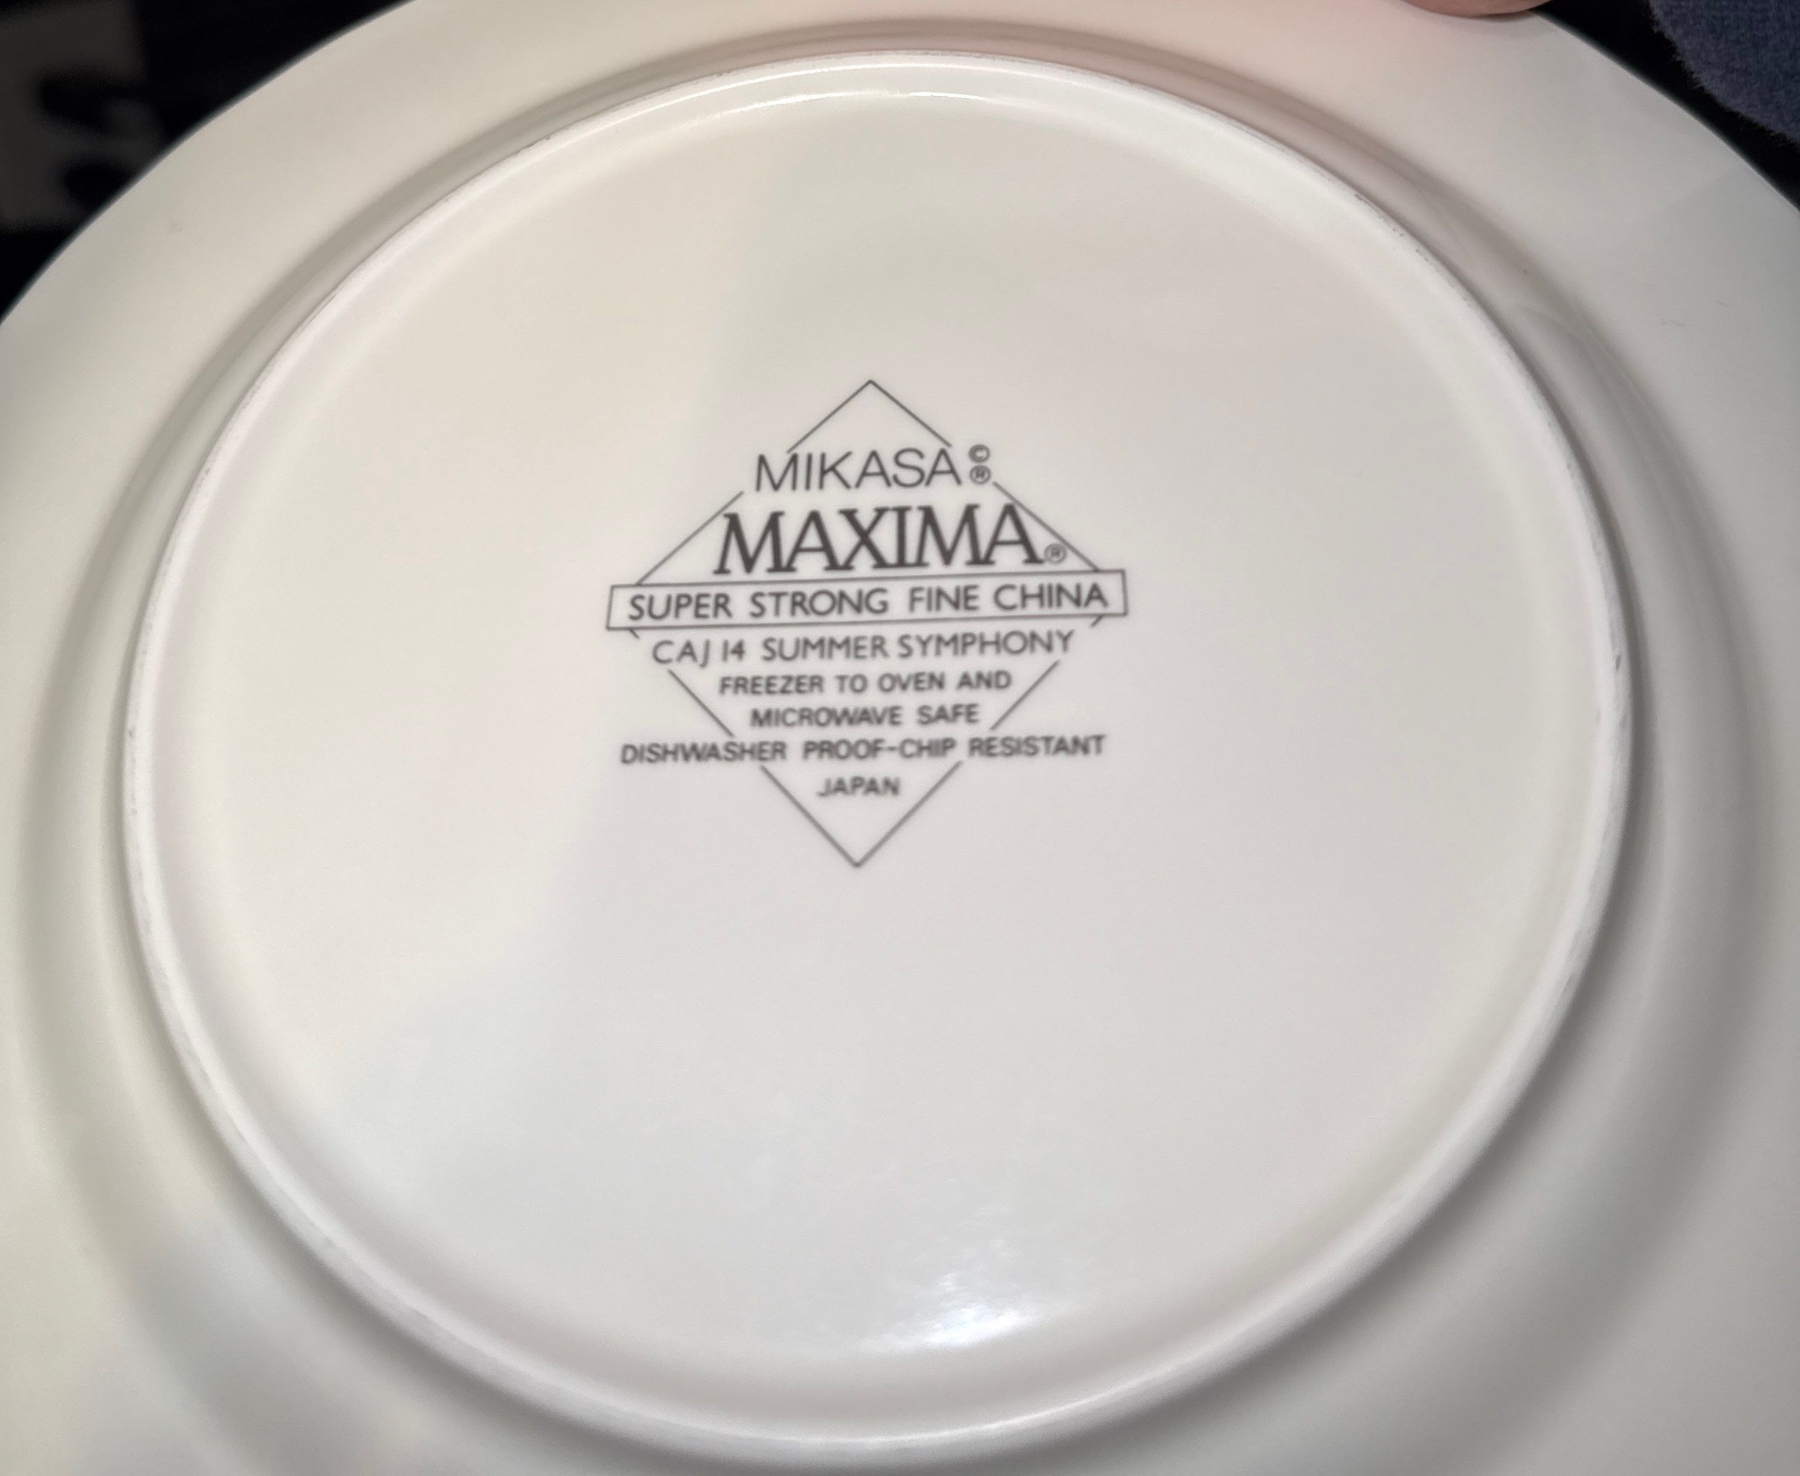 MIKASA ©®
MAXIMA®
SUPER STRONG FINE CHINA
CAJ 14 SUMMER SYMPHONY
FREEZER TO OVEN AND
MICROWAVE SAFE
DISHWASHER PROOF-CHIP RESISTANT
JAPAN